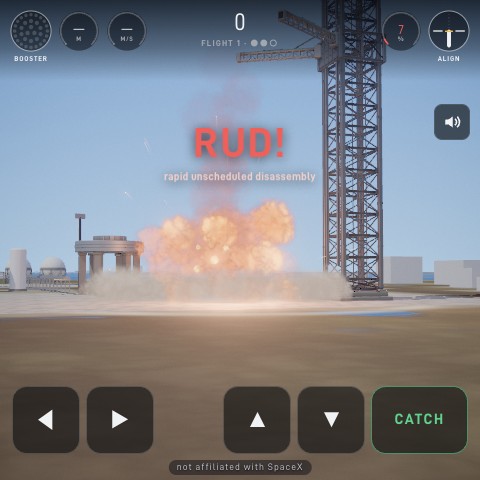 0
7
%
—
M
—
M/S
FLIGHT 1 ·
BOOSTER
ALIGN
RUD!
rapid unscheduled disassembly
CATCH
not affiliated with SpaceX